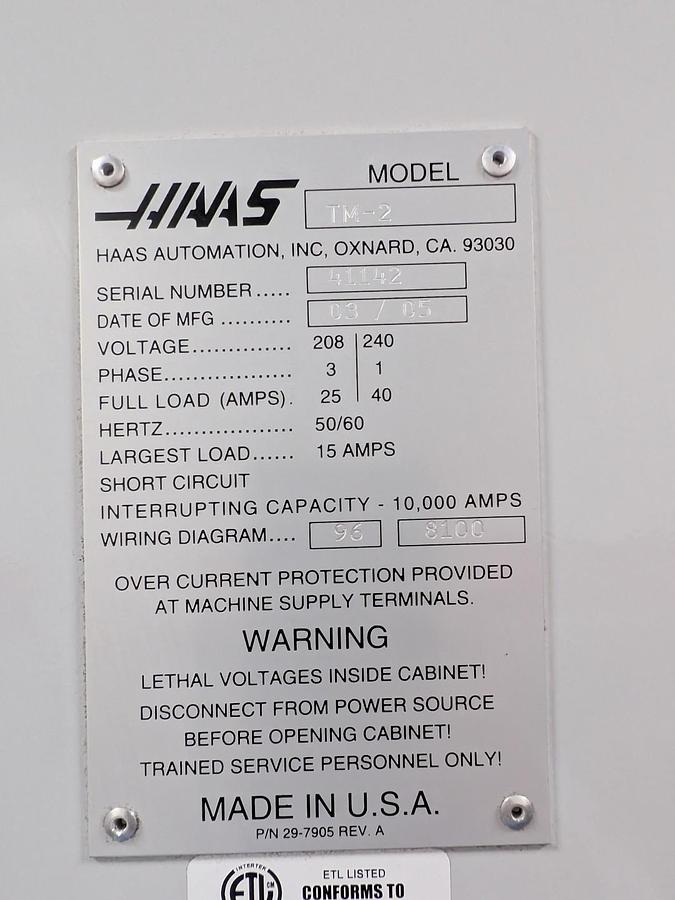 MODEL
HAAS TM-2
HAAS AUTOMATION, INC, OXNARD, CA. 93030
SERIAL NUMBER ..... 41142
DATE OF MFG .......... 03 / 05
VOLTAGE.............. 208 | 240
PHASE................. 3 | 1
FULL LOAD (AMPS). 25 | 40
HERTZ.................. 50/60
LARGEST LOAD...... 15 AMPS
SHORT CIRCUIT
INTERRUPTING CAPACITY - 10,000 AMPS
WIRING DIAGRAM.... 96 8100
OVER CURRENT PROTECTION PROVIDED
AT MACHINE SUPPLY TERMINALS.
WARNING
LETHAL VOLTAGES INSIDE CABINET!
DISCONNECT FROM POWER SOURCE
BEFORE OPENING CABINET!
TRAINED SERVICE PERSONNEL ONLY!
MADE IN U.S.A.
P/N 29-7905 REV. A
INTERTEK
ETL CM
ETL LISTED
CONFORMS TO